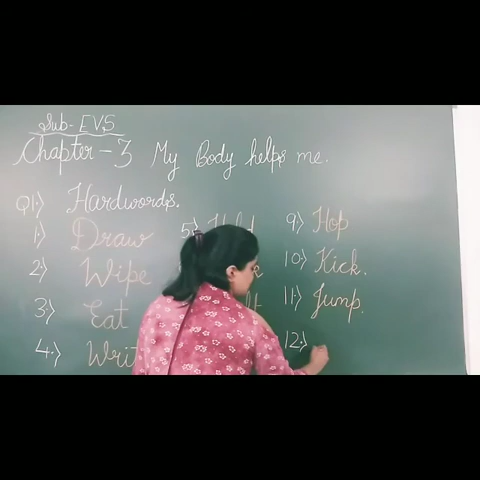 Sub- EVS
Chapter - 3 My Body helps me.
Q1.) Hardwords.
1) Draw
2) Wipe
3) Eat
4.) Writ
5) Hold
9) Hop
10) Kick.
11) Jump.
12.)